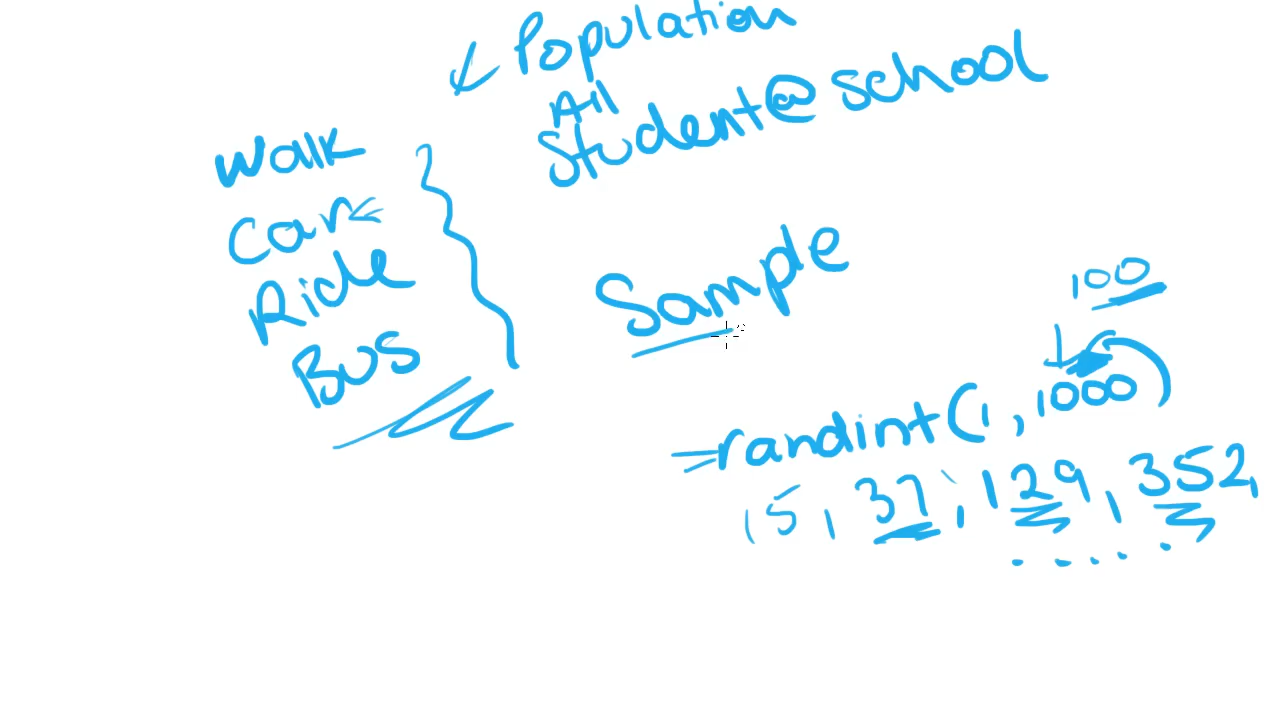 Population
All
Student@school
Walk
Car
Ride
Bus
Sample
100
randint(1,1000)
15, 37, 129, 352,
.....